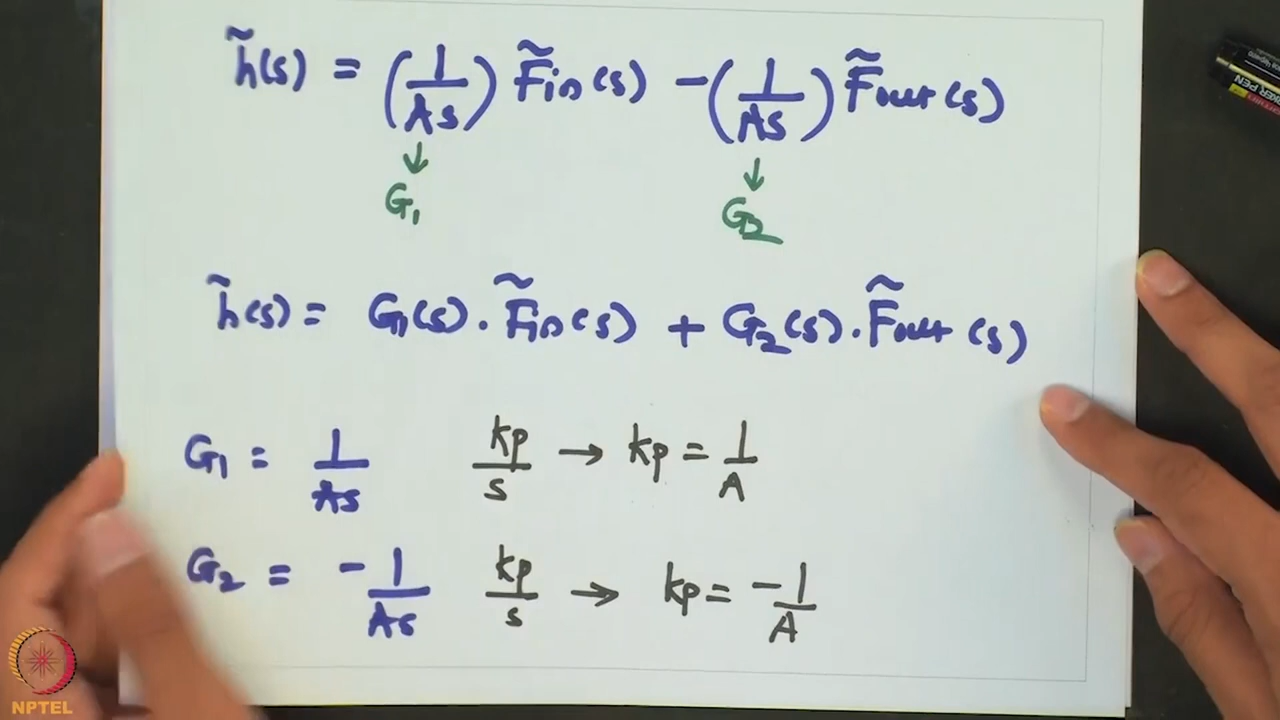 h̃(s) = (1/As) F̃in(s) - (1/As) F̃out(s)
↓ ↓
G1 G2
h̃(s) = G1(s) . F̃in(s) + G2(s) . F̃out(s)
G1 = 1/As kp/s → kp = 1/A
G2 = -1/As kp/s → kp = -1/A
NPTEL